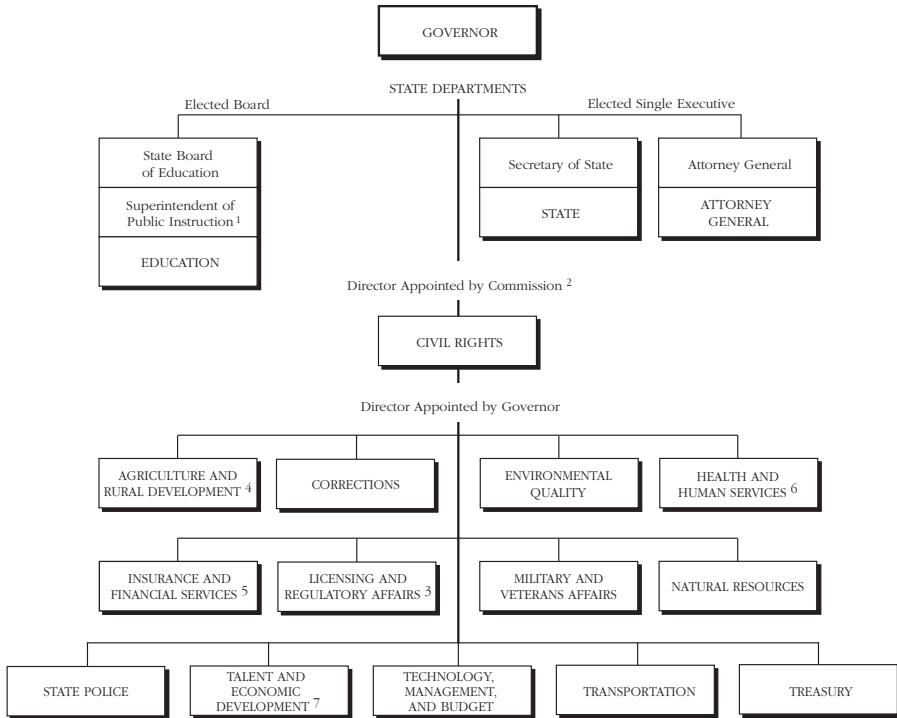 GOVERNOR
STATE DEPARTMENTS
Elected Board
Elected Single Executive
State Board
of Education
Superintendent of
Public Instruction 1
EDUCATION
Secretary of State
STATE
Attorney General
ATTORNEY
GENERAL
Director Appointed by Commission 2
CIVIL RIGHTS
Director Appointed by Governor
AGRICULTURE AND
RURAL DEVELOPMENT 4
CORRECTIONS
ENVIRONMENTAL
QUALITY
HEALTH AND
HUMAN SERVICES 6
INSURANCE AND
FINANCIAL SERVICES 5
LICENSING AND
REGULATORY AFFAIRS 3
MILITARY AND
VETERANS AFFAIRS
NATURAL RESOURCES
STATE POLICE
TALENT AND
ECONOMIC
DEVELOPMENT 7
TECHNOLOGY,
MANAGEMENT,
AND BUDGET
TRANSPORTATION
TREASURY